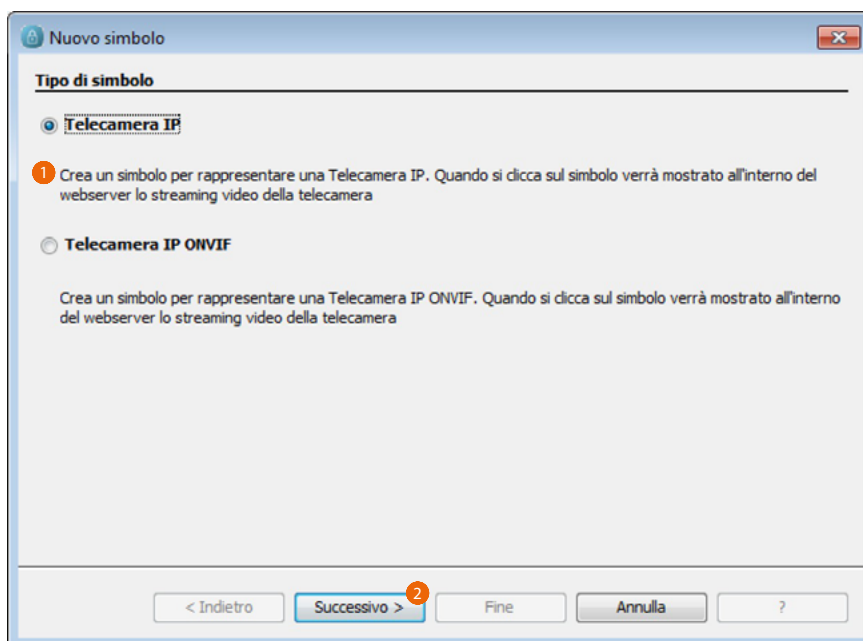 Nuovo simbolo
Tipo di simbolo
Telecamera IP
1
Crea un simbolo per rappresentare una Telecamera IP. Quando si clicca sul simbolo verrà mostrato all'interno del
webserver lo streaming video della telecamera
Telecamera IP ONVIF
Crea un simbolo per rappresentare una Telecamera IP ONVIF. Quando si clicca sul simbolo verrà mostrato all'interno
del webserver lo streaming video della telecamera
2
< Indietro Successivo > Fine Annulla ?